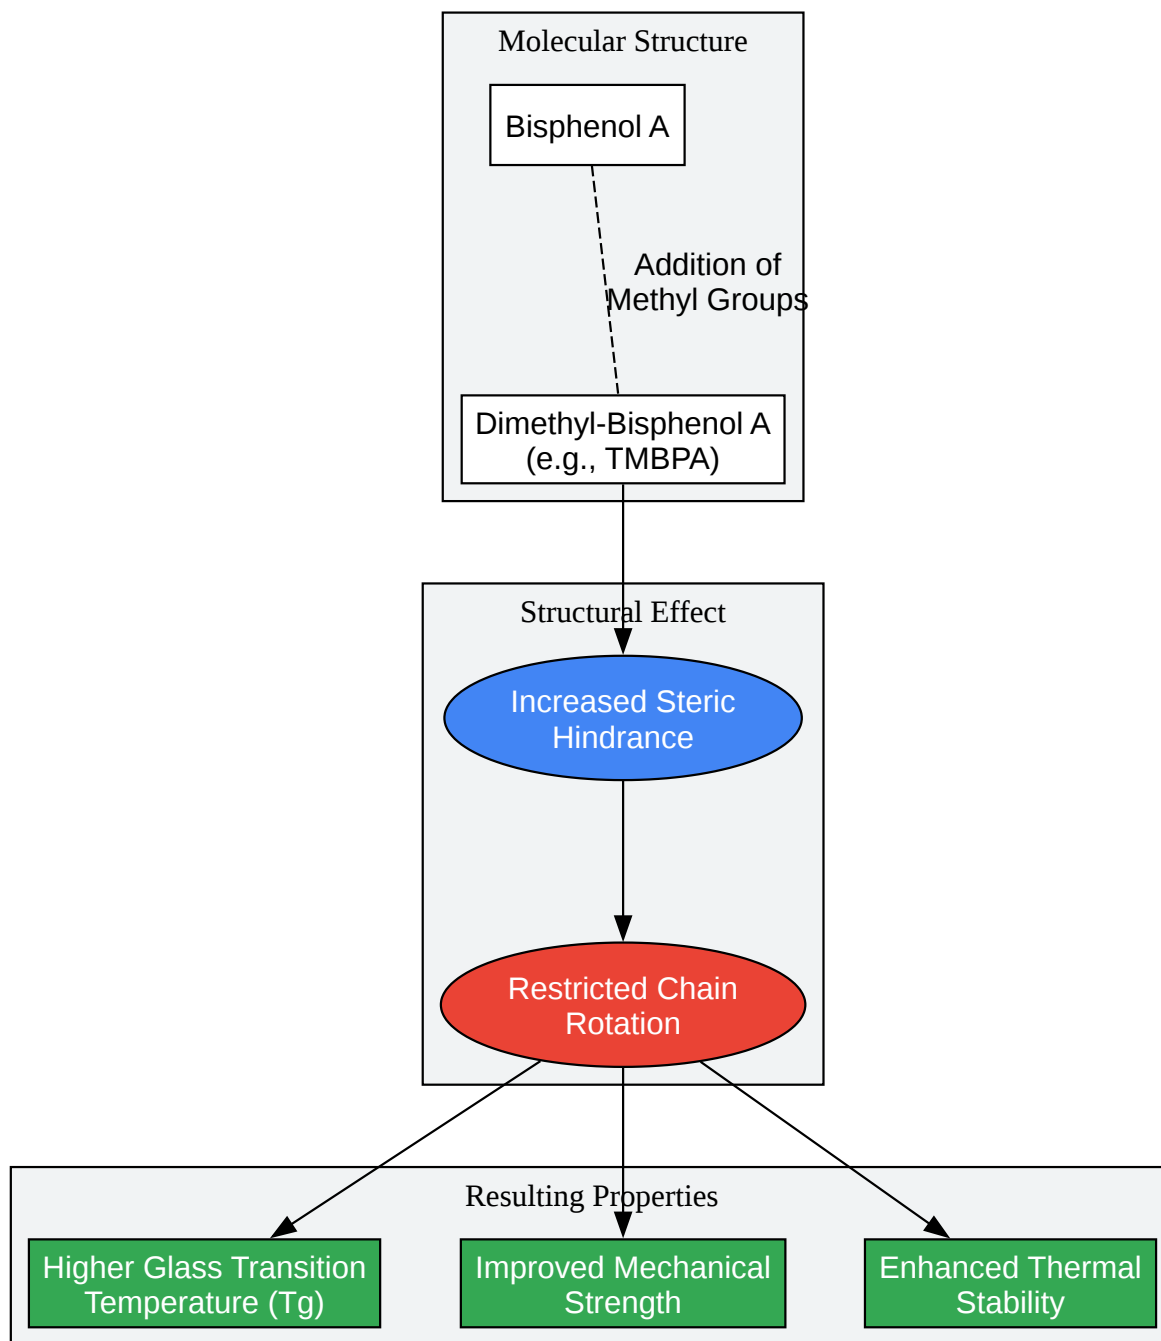 Molecular Structure
Bisphenol A
Addition of
Methyl Groups
Dimethyl-Bisphenol A
(e.g., TMBPA)
Structural Effect
Increased Steric
Hindrance
Restricted Chain
Rotation
Resulting Properties
Higher Glass Transition
Temperature (Tg)
Improved Mechanical
Strength
Enhanced Thermal
Stability